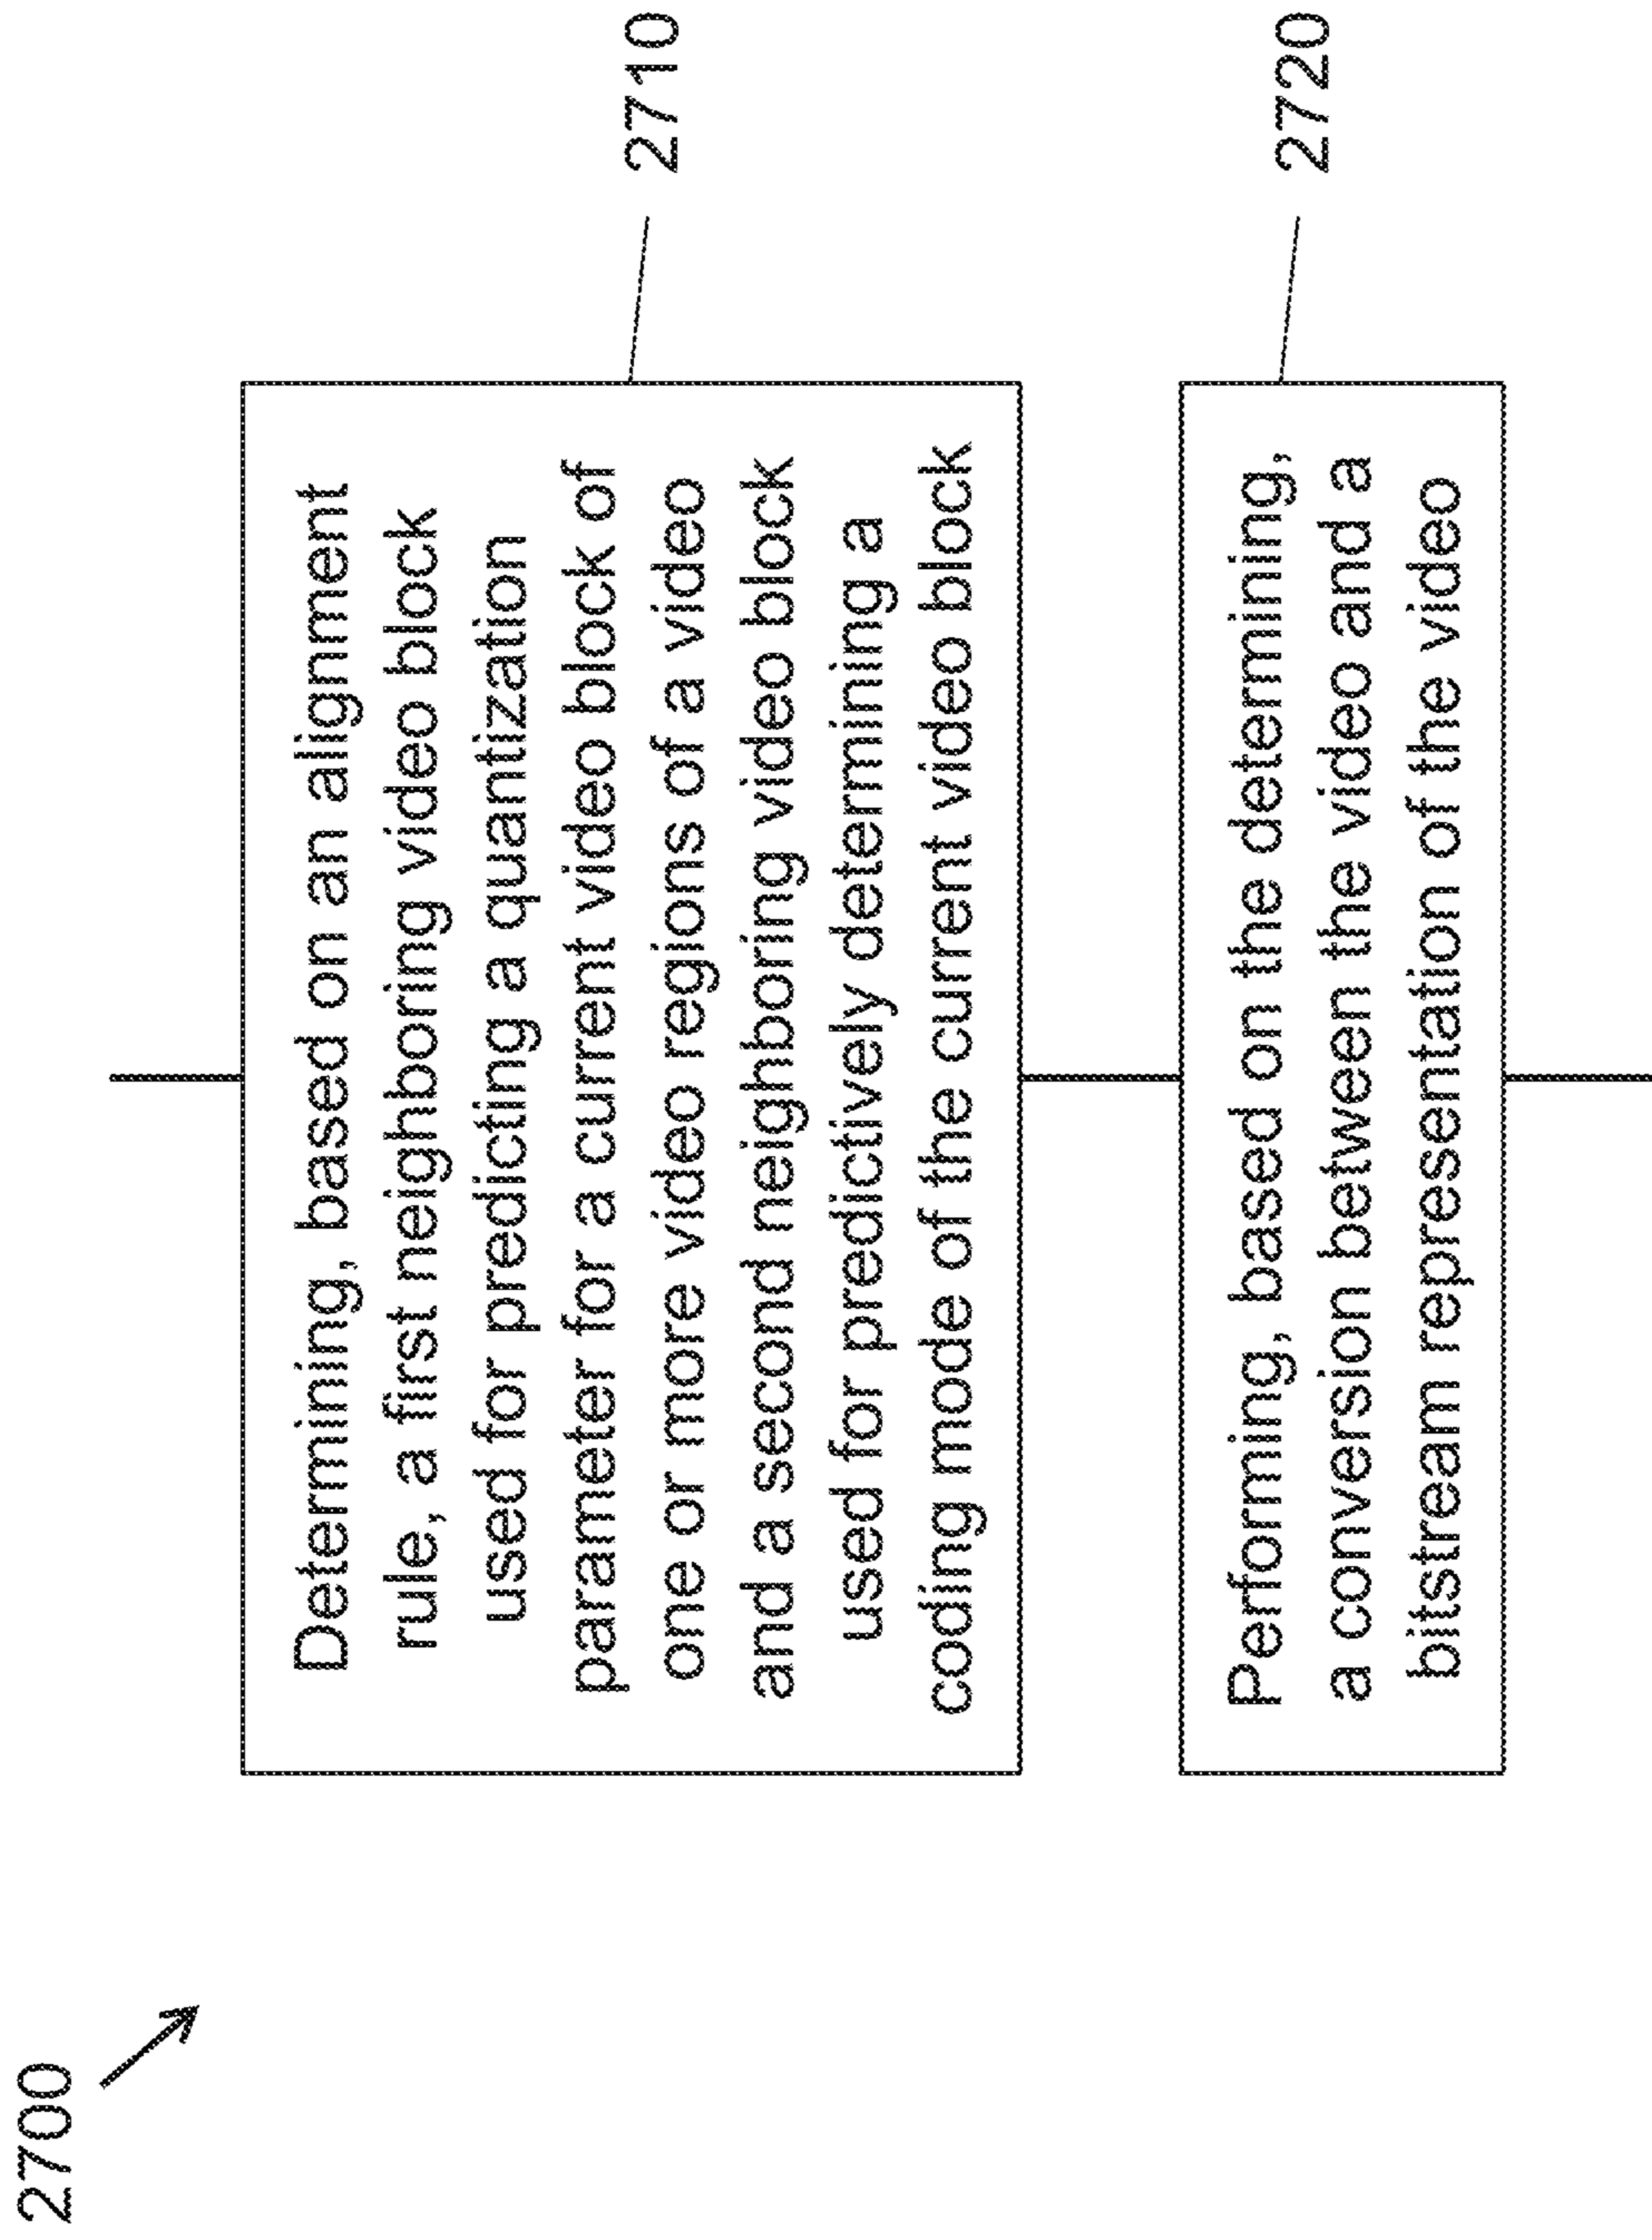 2700
Determining, based on an alignment
rule, a first neighboring video block
used for predicting a quantization
parameter for a current video block of
one or more video regions of a video
and a second neighboring video block
used for predictively determining a
coding mode of the current video block
2710
Performing, based on the determining,
a conversion between the video and a
bitstream representation of the video
2720